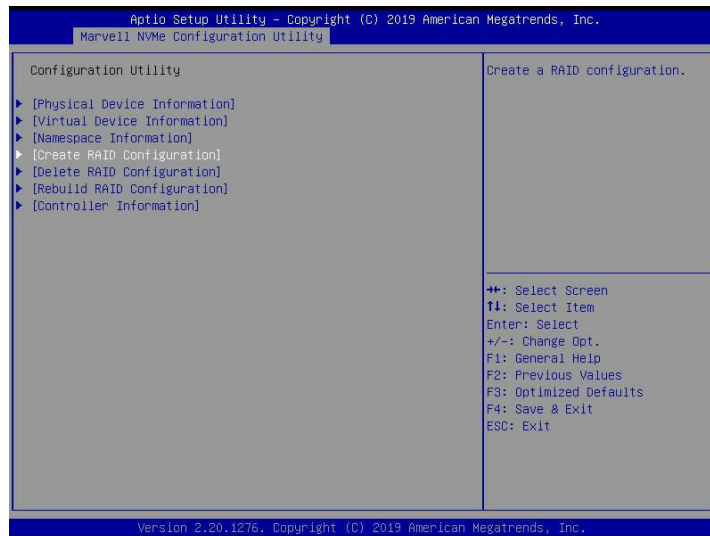 Aptio Setup Utility – Copyright (C) 2019 American Megatrends, Inc.
Marvell NVMe Configuration Utility
Configuration Utility
[Physical Device Information]
[Virtual Device Information]
[Namespace Information]
[Create RAID Configuration]
[Delete RAID Configuration]
[Rebuild RAID Configuration]
[Controller Information]
Create a RAID configuration.
→←: Select Screen
↑↓: Select Item
Enter: Select
+/-: Change Opt.
F1: General Help
F2: Previous Values
F3: Optimized Defaults
F4: Save & Exit
ESC: Exit
Version 2.20.1276. Copyright (C) 2019 American Megatrends, Inc.